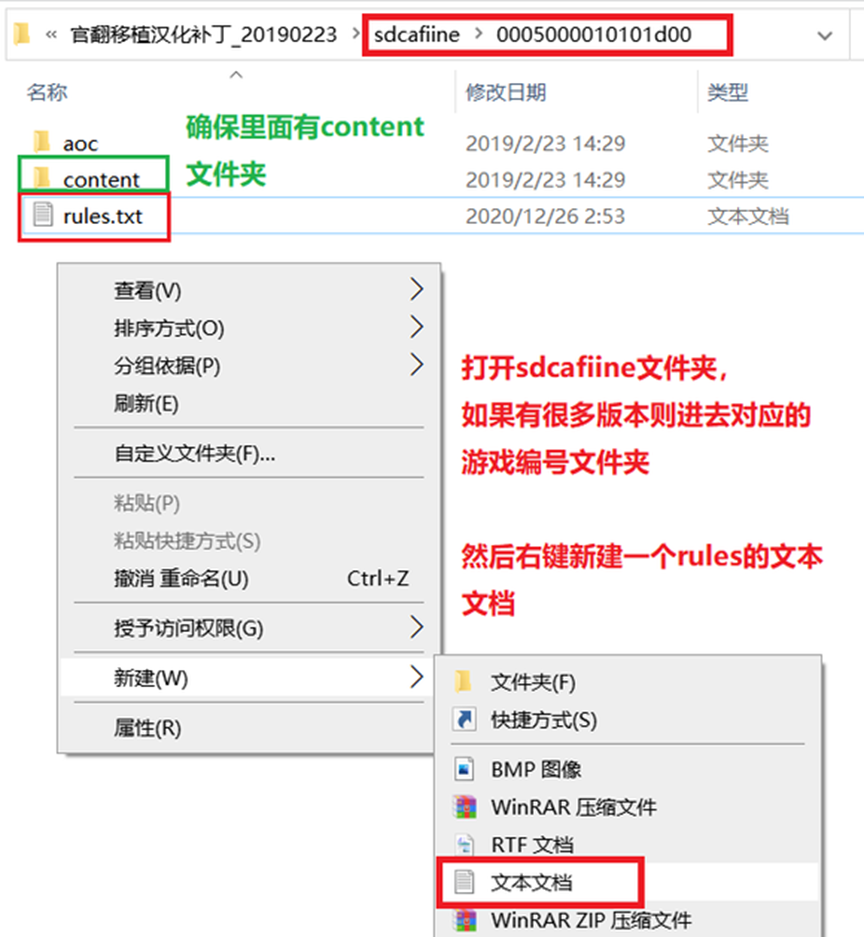 « 官翻移植汉化补丁_20190223 > sdcafiine > 0005000010101d00
名称 修改日期 类型
确保里面有content
文件夹
aoc 2019/2/23 14:29 文件夹
content 2019/2/23 14:29 文件夹
rules.txt 2020/12/26 2:53 文本文档
查看(V)
排序方式(O)
分组依据(P)
刷新(E)
自定义文件夹(F)...
粘贴(P)
粘贴快捷方式(S)
撤消 重命名(U) Ctrl+Z
授予访问权限(G)
新建(W)
属性(R)
打开sdcafiine文件夹，
如果有很多版本则进去对应的
游戏编号文件夹
然后右键新建一个rules的文本
文档
文件夹(F)
快捷方式(S)
BMP 图像
WinRAR 压缩文件
RTF 文档
文本文档
WinRAR ZIP 压缩文件